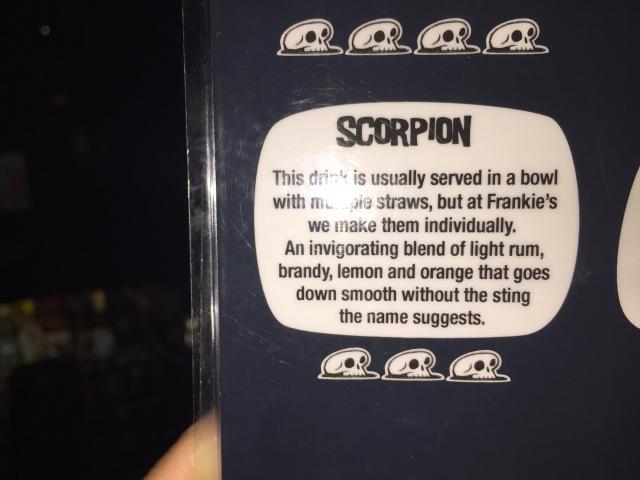 SCORPION
This drink is usually served in a bowl
with multiple straws, but at Frankie's
we make them individually.
An invigorating blend of light rum,
brandy, lemon and orange that goes
down smooth without the sting
the name suggests.